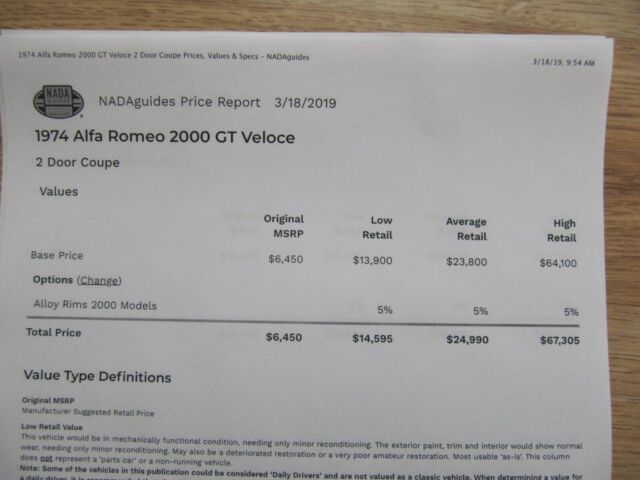 1974 Alfa Romeo 2000 GT Veloce 2 Door Coupe Prices, Values & Specs - NADAguides 3/18/19, 9:54 AM
NADA
GUIDES
NADAguides Price Report 3/18/2019
1974 Alfa Romeo 2000 GT Veloce
2 Door Coupe
Values
Original MSRP Low Retail Average Retail High Retail
Base Price $6,450 $13,900 $23,800 $64,100
Options (Change)
Alloy Rims 2000 Models 5% 5% 5%
Total Price $6,450 $14,595 $24,990 $67,305
Value Type Definitions
Original MSRP
Manufacturer Suggested Retail Price
Low Retail Value
This vehicle would be in mechanically functional condition, needing only minor reconditioning. The exterior paint, trim and interior would show normal
wear, needing only minor reconditioning. May also be a deteriorated restoration or a very poor amateur restoration. Most usable 'as-is'. This column
does not represent a 'parts car' or a non-running vehicle.
Note: Some of the vehicles in this publication could be considered 'Daily Drivers' and are not valued as a classic vehicle. When determining a value for